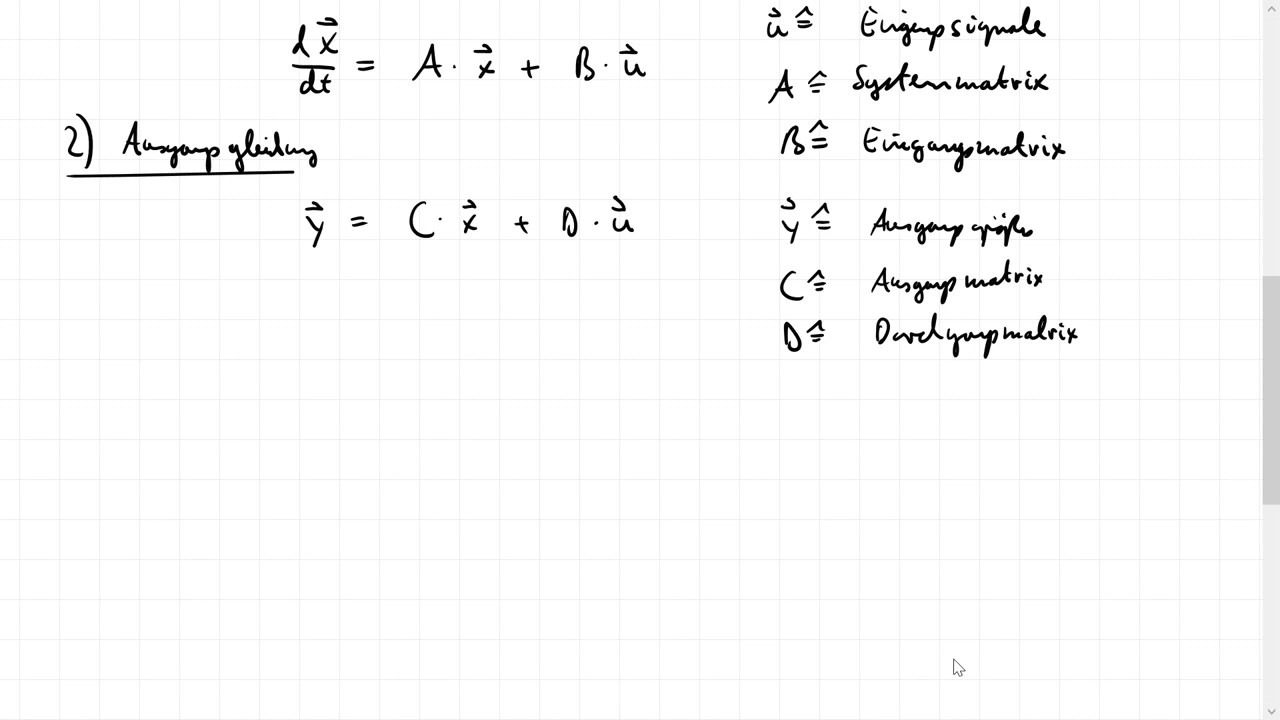 dx⃗/dt = A · x⃗ + B · u⃗
2) Ausgangsgleichung
y⃗ = C · x⃗ + D · u⃗
u⃗ ≙ Eingangssignale
A ≙ Systemmatrix
B ≙ Eingangsmatrix
y⃗ ≙ Ausgangsgröße
C ≙ Ausgangsmatrix
D ≙ Durchgangsmatrix